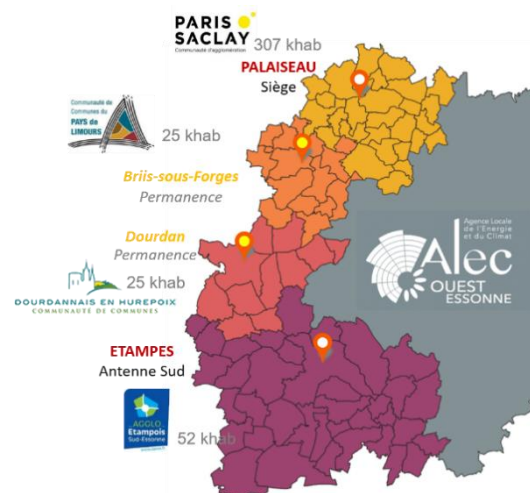 PARIS
SACLAY
Communauté d'agglomération
307 khab
PALAISEAU
Siège
Communauté de
Communes du
PAYS de
LIMOURS
25 khab
Briis-sous-Forges
Permanence
Dourdan
Permanence
25 khab
DOURDANNAIS EN HUREPOIX
COMMUNAUTÉ DE COMMUNES
Agence Locale
de l'Energie
et du Climat
Alec
OUEST
ESSONNE
ETAMPES
Antenne Sud
AGGLO
Etampois
Sud-Essonne
52 khab